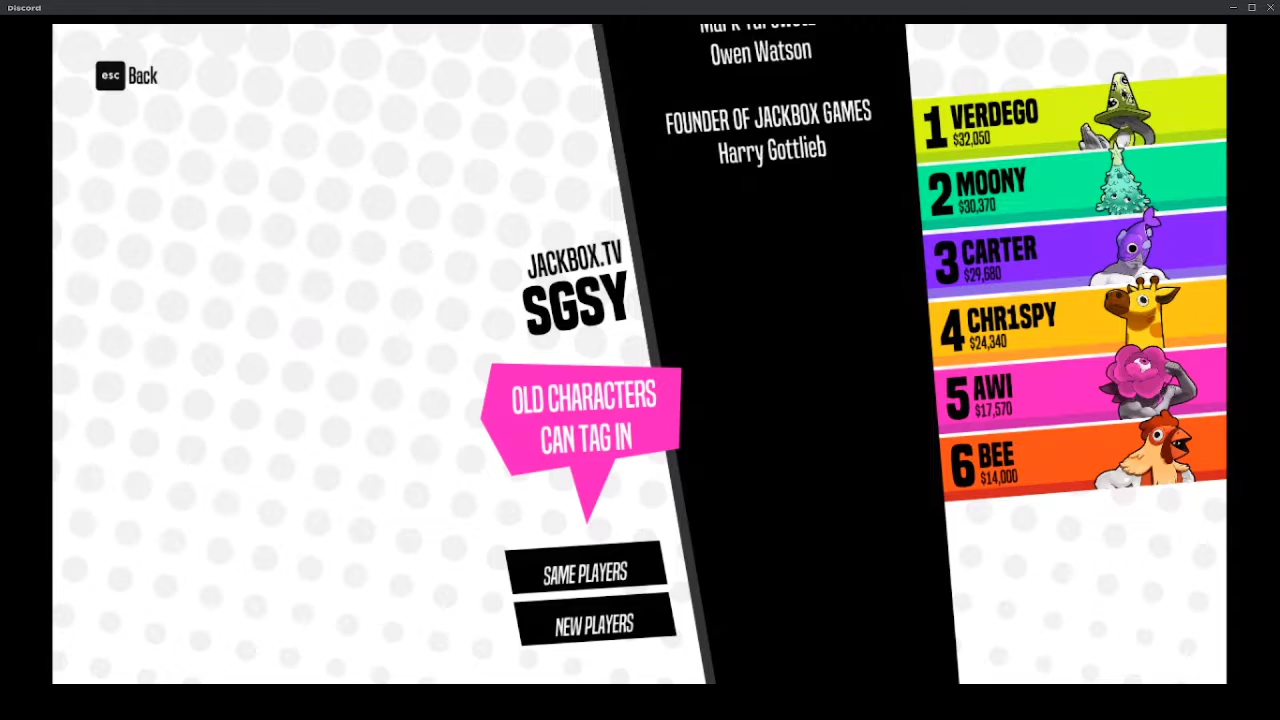 Discord
esc Back
Owen Watson
FOUNDER OF JACKBOX GAMES
Harry Gottlieb
JACKBOX.TV
SGSY
OLD CHARACTERS
CAN TAG IN
SAME PLAYERS
NEW PLAYERS
1 VERDEGO
$32,050
2 MOONY
$30,370
3 CARTER
$29,680
4 CHR1SPY
$24,340
5 AWI
$17,570
6 BEE
$14,000